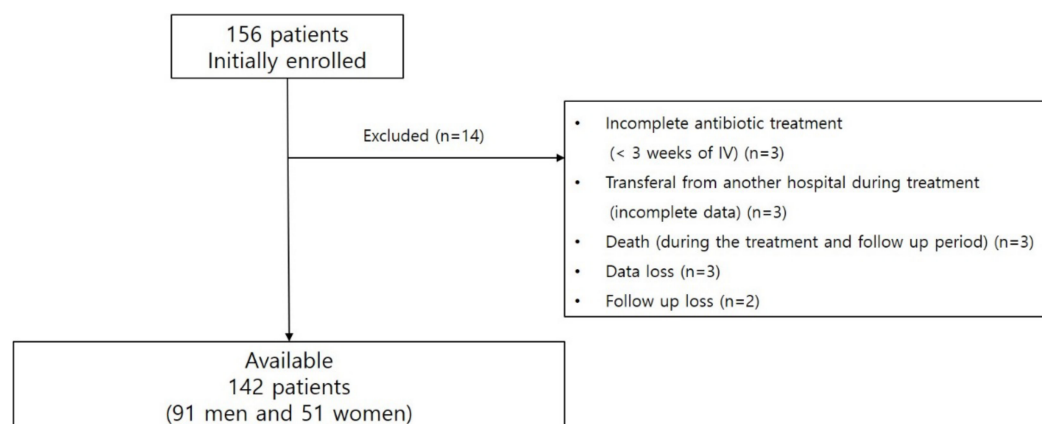 156 patients
Initially enrolled
Excluded (n=14)
• Incomplete antibiotic treatment
(< 3 weeks of IV) (n=3)
• Transferal from another hospital during treatment
(incomplete data) (n=3)
• Death (during the treatment and follow up period) (n=3)
• Data loss (n=3)
• Follow up loss (n=2)
Available
142 patients
(91 men and 51 women)